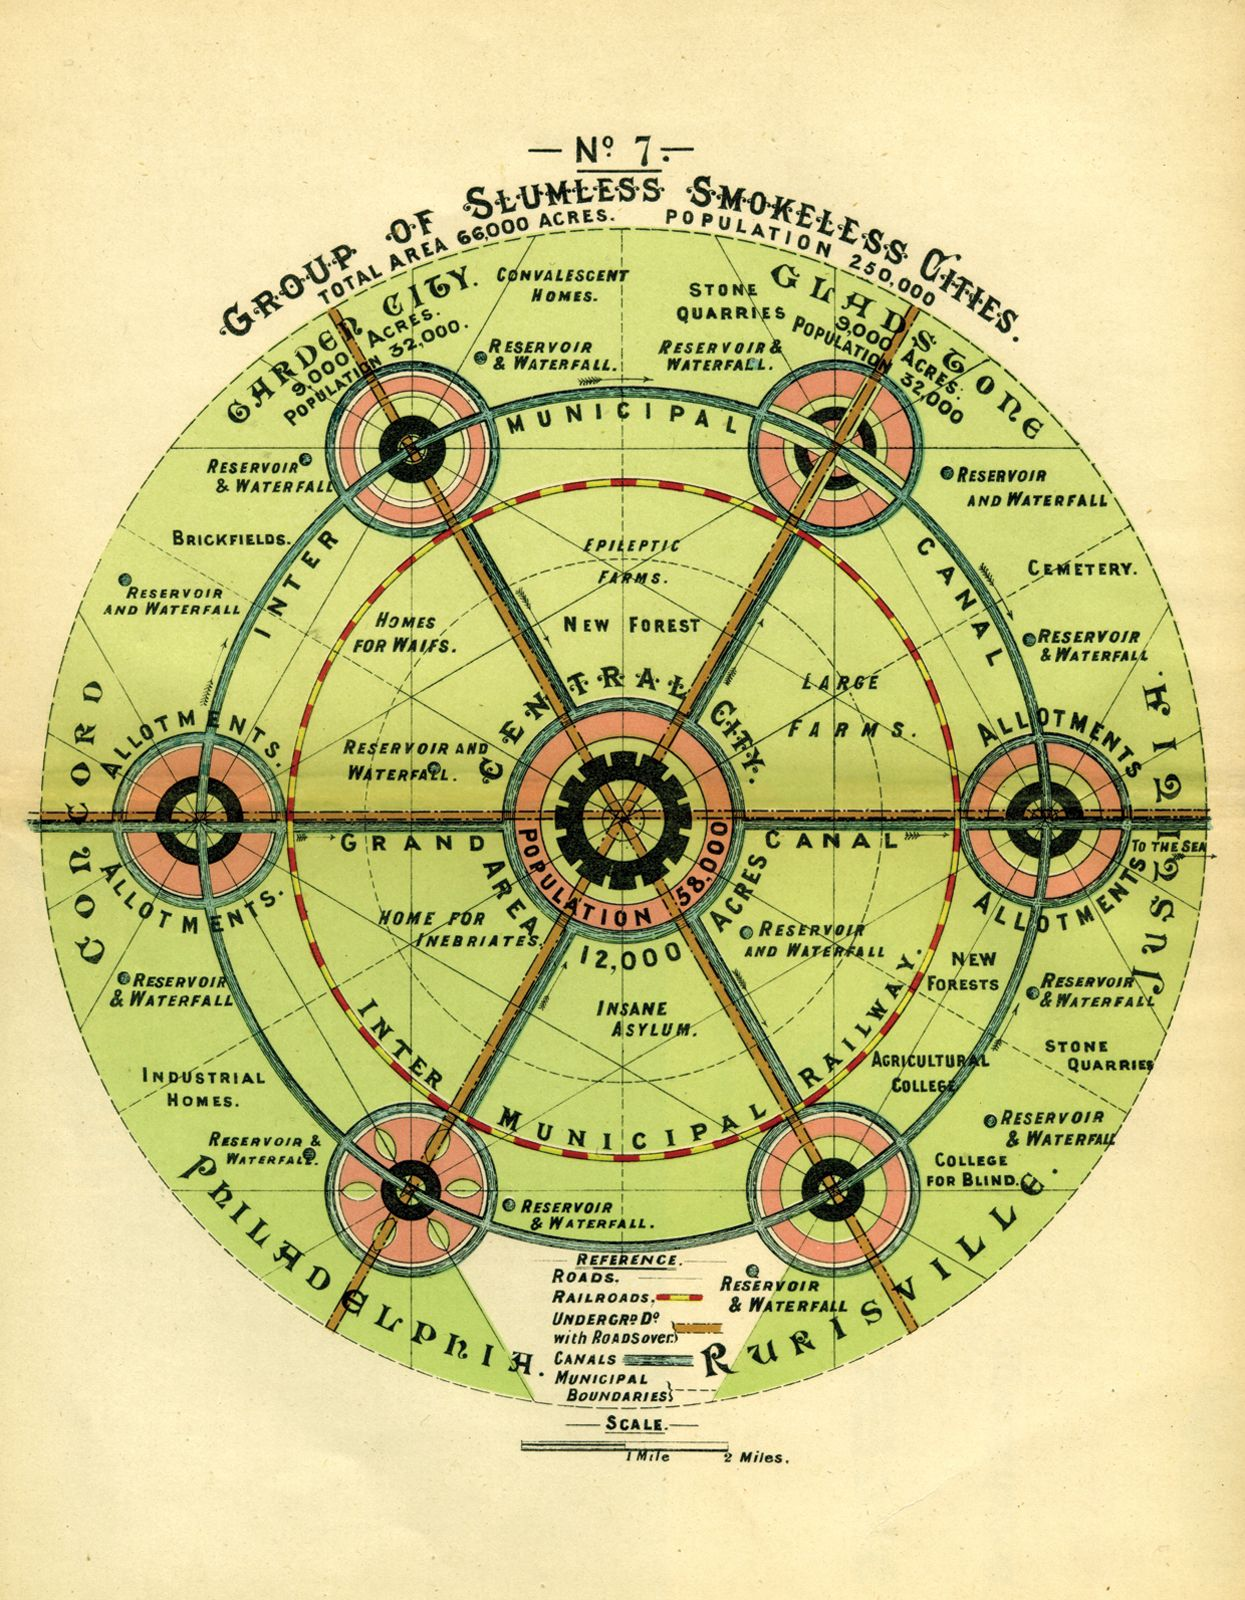 — Nº 7. —
GROUP OF SLUMLESS SMOKELESS CITIES.
TOTAL AREA 66,000 ACRES. POPULATION 250,000
GARDEN CITY.
9,000 ACRES.
POPULATION 32,000.
CONVALESCENT
HOMES.
STONE
QUARRIES
GLADSTONE
9,000 ACRES.
POPULATION 32,000
RESERVOIR
& WATERFALL.
RESERVOIR &
WATERFALL.
INTER MUNICIPAL CANAL
RESERVOIR
& WATERFALL
RESERVOIR
AND WATERFALL
BRICKFIELDS.
EPILEPTIC
FARMS.
CEMETERY.
RESERVOIR
AND WATERFALL
HOMES
FOR WAIFS.
NEW FOREST
RESERVOIR
& WATERFALL
LARGE
FARMS.
CONCORD
ALLOTMENTS.
RESERVOIR AND
WATERFALL.
CENTRAL CITY.
ALLOTMENTS
JUSTITIA.
GRAND CANAL
TO THE SEA
POPULATION 58,000
AREA 12,000 ACRES
ALLOTMENTS.
ALLOTMENTS
HOME FOR
INEBRIATES.
RESERVOIR
AND WATERFALL
NEW
FORESTS
RESERVOIR
& WATERFALL
RESERVOIR
& WATERFALL
INSANE
ASYLUM.
STONE
QUARRIES
INTER MUNICIPAL RAILWAY.
AGRICULTURAL
COLLEGE
INDUSTRIAL
HOMES.
RESERVOIR
& WATERFALL
RESERVOIR &
WATERFALL.
COLLEGE
FOR BLIND.
RESERVOIR
& WATERFALL.
PHILADELPHIA.
RURISVILLE.
RESERVOIR
& WATERFALL
REFERENCE.
ROADS.
RAILROADS.
UNDERGRD Dº
with ROADS over.
CANALS
MUNICIPAL
BOUNDARIES
— SCALE. —
1 Mile 2 Miles.